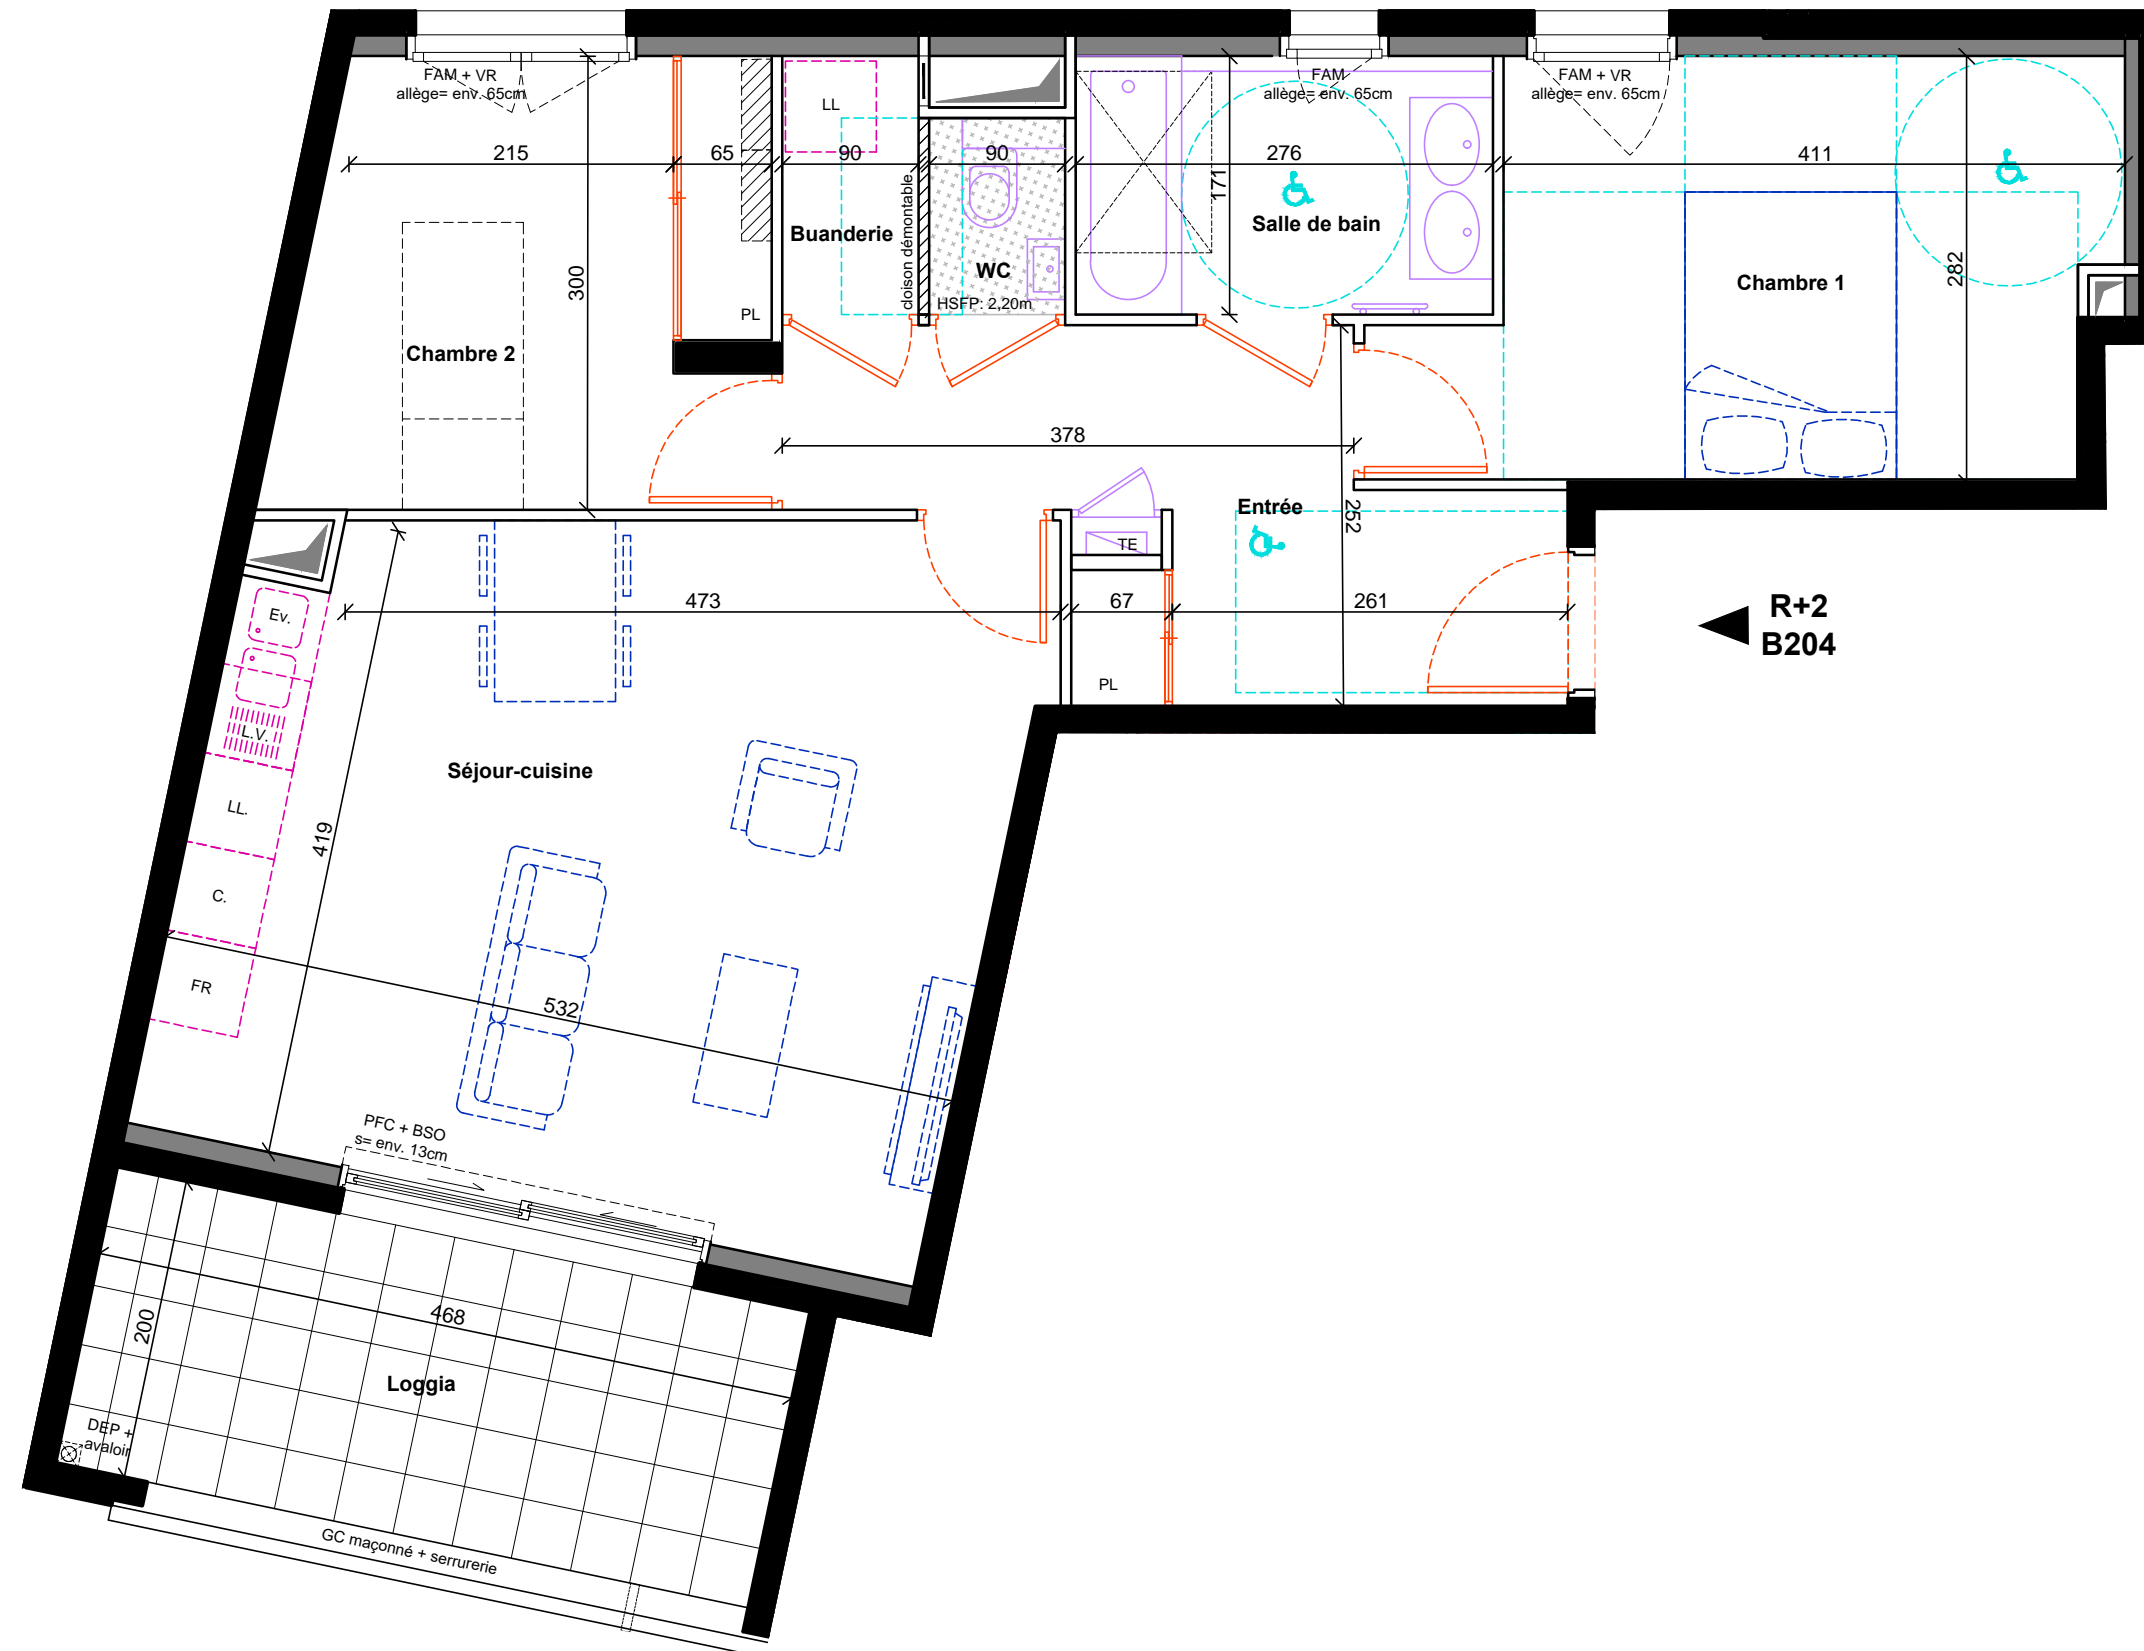 FAM + VR
allège= env. 65cm
FAM
allège= env. 65cm
FAM + VR
allège= env. 65cm
LL
215
65
90
90
276
411
171
Buanderie
cloison démontable
WC
HSFP: 2,20m
Salle de bain
Chambre 1
282
300
PL
Chambre 2
378
Entrée
252
TE
473
67
261
R+2
B204
PL
Ev.
L.V.
LL.
C.
FR
419
Séjour-cuisine
532
PFC + BSO
s= env. 13cm
200
468
Loggia
DEP +
avaloir
GC maçonné + serrurerie